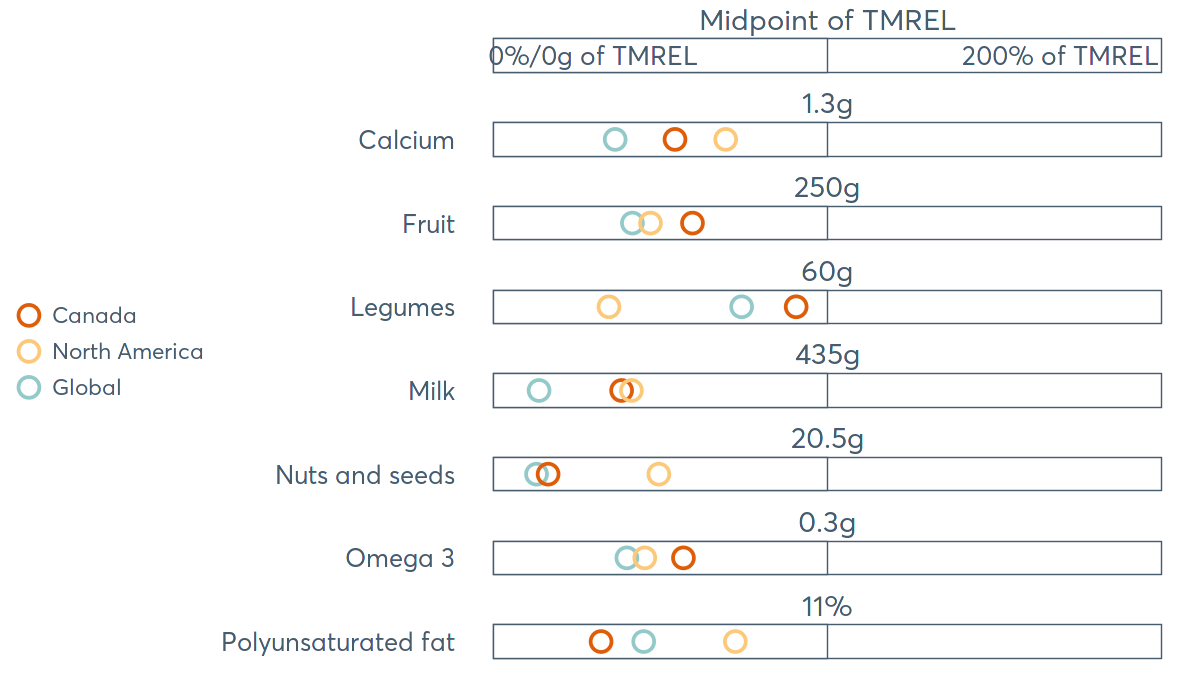 Midpoint of TMREL
0%/0g of TMREL
200% of TMREL
1.3g
Calcium
250g
Fruit
60g
Legumes
435g
Milk
20.5g
Nuts and seeds
0.3g
Omega 3
11%
Polyunsaturated fat
Canada
North America
Global